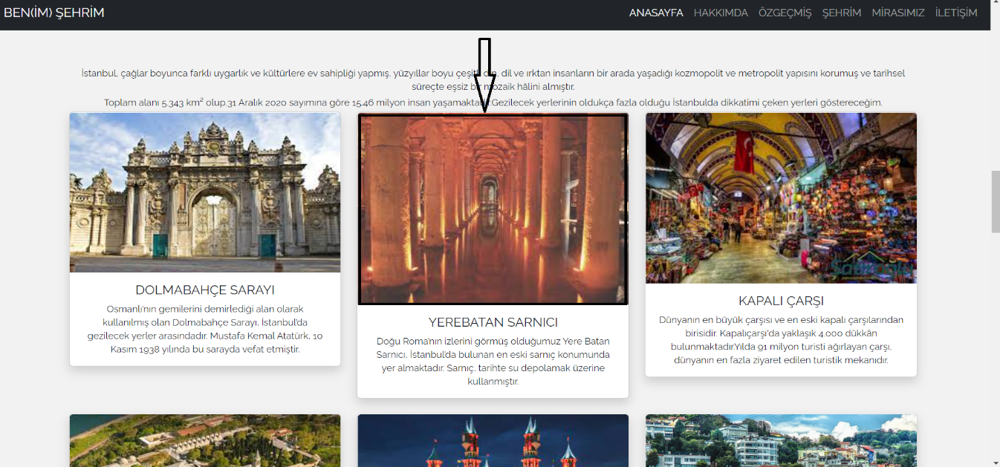 BEN(İM) ŞEHRİM
ANASAYFA HAKKIMDA ÖZGEÇMİŞ ŞEHRİM MİRASIMIZ İLETİŞİM
İstanbul, çağlar boyunca farklı uygarlık ve kültürlere ev sahipliği yapmış, yüzyıllar boyu çeşitli din, dil ve ırktan insanların bir arada yaşadığı kozmopolit ve metropolit yapısını korumuş ve tarihsel
süreçte eşsiz bir mozaik hâlini almıştır.
Toplam alanı 5.343 km² olup.31 Aralık 2020 sayımına göre 15,46 milyon insan yaşamaktadır.Gezilecek yerlerinin oldukça fazla olduğu İstanbulda dikkatimi çeken yerleri göstereceğim.
DOLMABAHÇE SARAYI
Osmanlı'nın gemilerini demirlediği alan olarak
kullanılmış olan Dolmabahçe Sarayı, İstanbul'da
gezilecek yerler arasındadır. Mustafa Kemal Atatürk, 10
Kasım 1938 yılında bu sarayda vefat etmiştir.
YEREBATAN SARNICI
Doğu Roma'nın izlerini görmüş olduğumuz Yere Batan
Sarnıcı, İstanbul'da bulunan en eski sarnıç konumunda
yer almaktadır. Sarnıç, tarihte su depolamak üzerine
kullanmıştır.
KAPALI ÇARŞI
Dünyanın en büyük çarşısı ve en eski kapalı çarşılarından
birisidir. Kapalıçarşı'da yaklaşık 4.000 dükkân
bulunmaktadır.Yılda 91 milyon turisti ağırlayan çarşı,
dünyanın en fazla ziyaret edilen turistik mekanıdır.